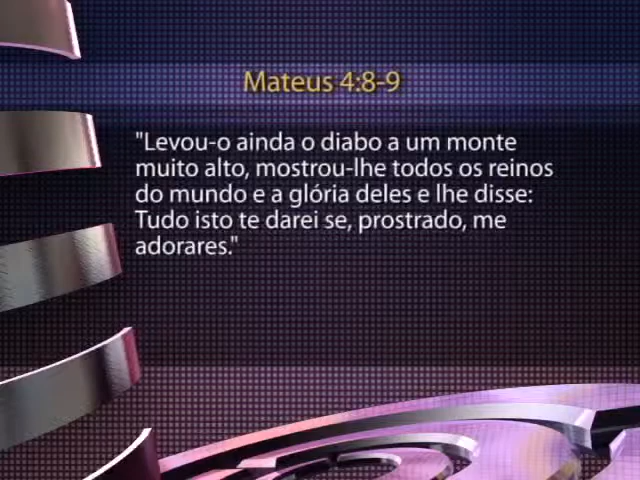 Mateus 4:8-9
"Levou-o ainda o diabo a um monte
muito alto, mostrou-lhe todos os reinos
do mundo e a glória deles e lhe disse:
Tudo isto te darei se, prostrado, me
adorares."